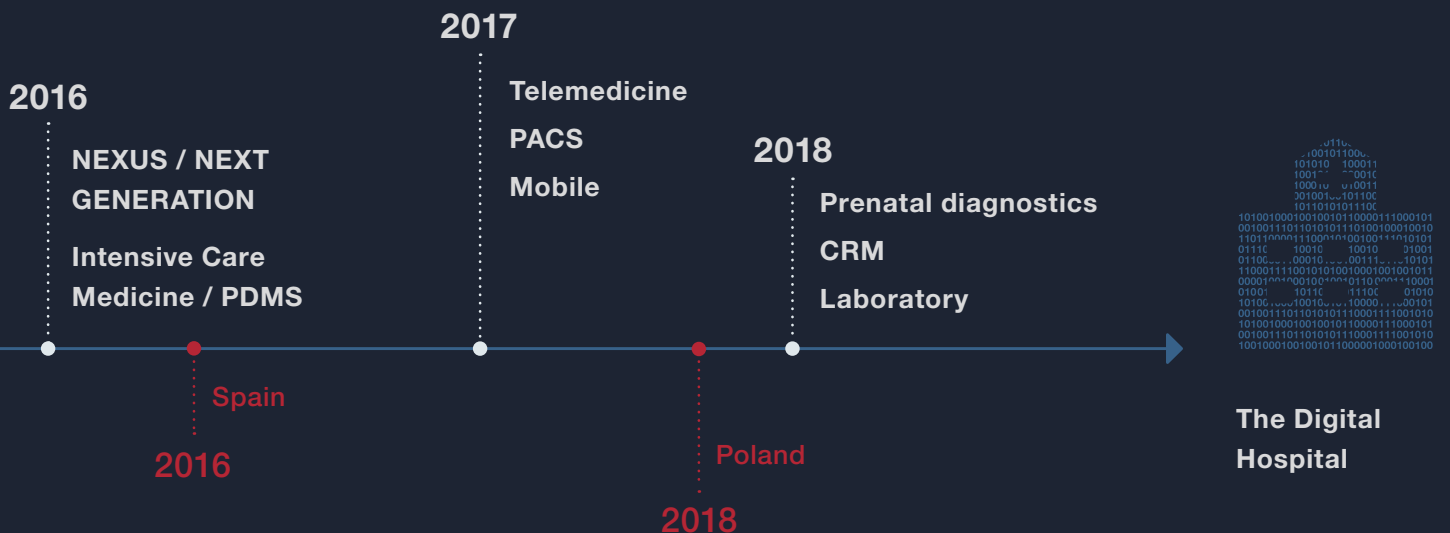 2016
NEXUS / NEXT
GENERATION
Intensive Care
Medicine / PDMS
2017
Telemedicine
PACS
Mobile
2018
Prenatal diagnostics
CRM
Laboratory
Spain
2016
Poland
2018
The Digital
Hospital